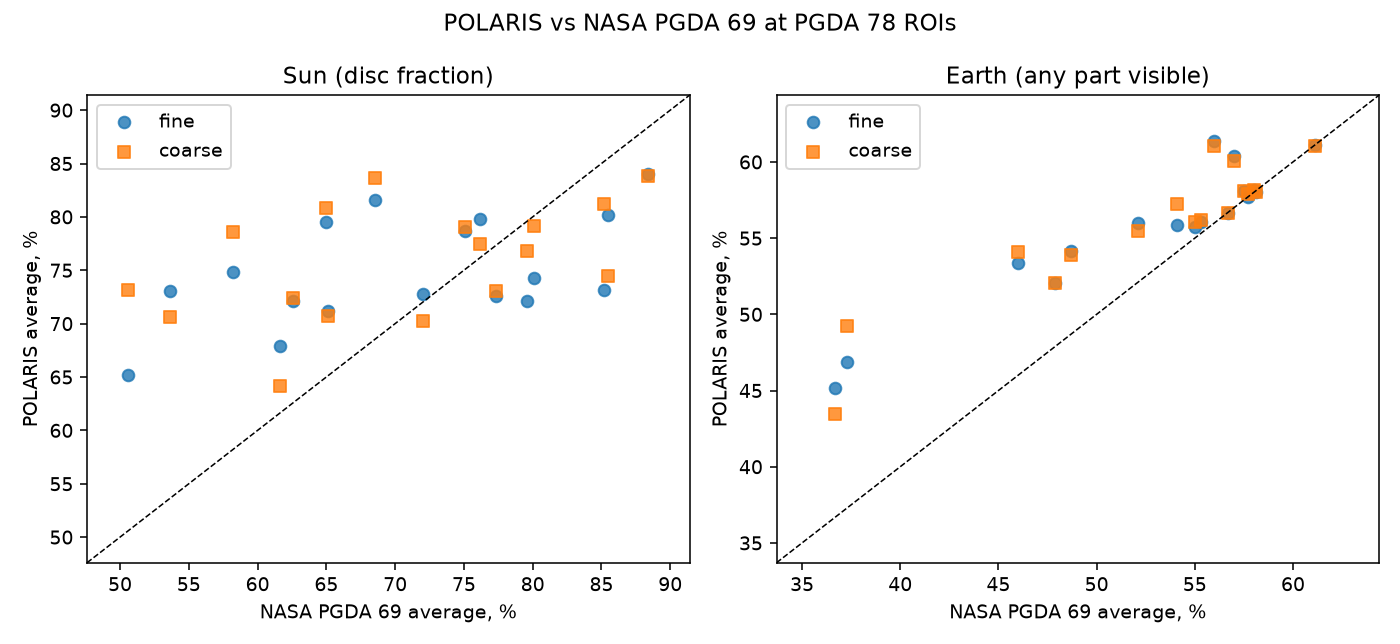 POLARIS vs NASA PGDA 69 at PGDA 78 ROIs
Sun (disc fraction)
fine
coarse
POLARIS average, %
90
85
80
75
70
65
60
55
50
50
55
60
65
70
75
80
85
90
NASA PGDA 69 average, %
Earth (any part visible)
fine
coarse
POLARIS average, %
60
55
50
45
40
35
35
40
45
50
55
60
NASA PGDA 69 average, %